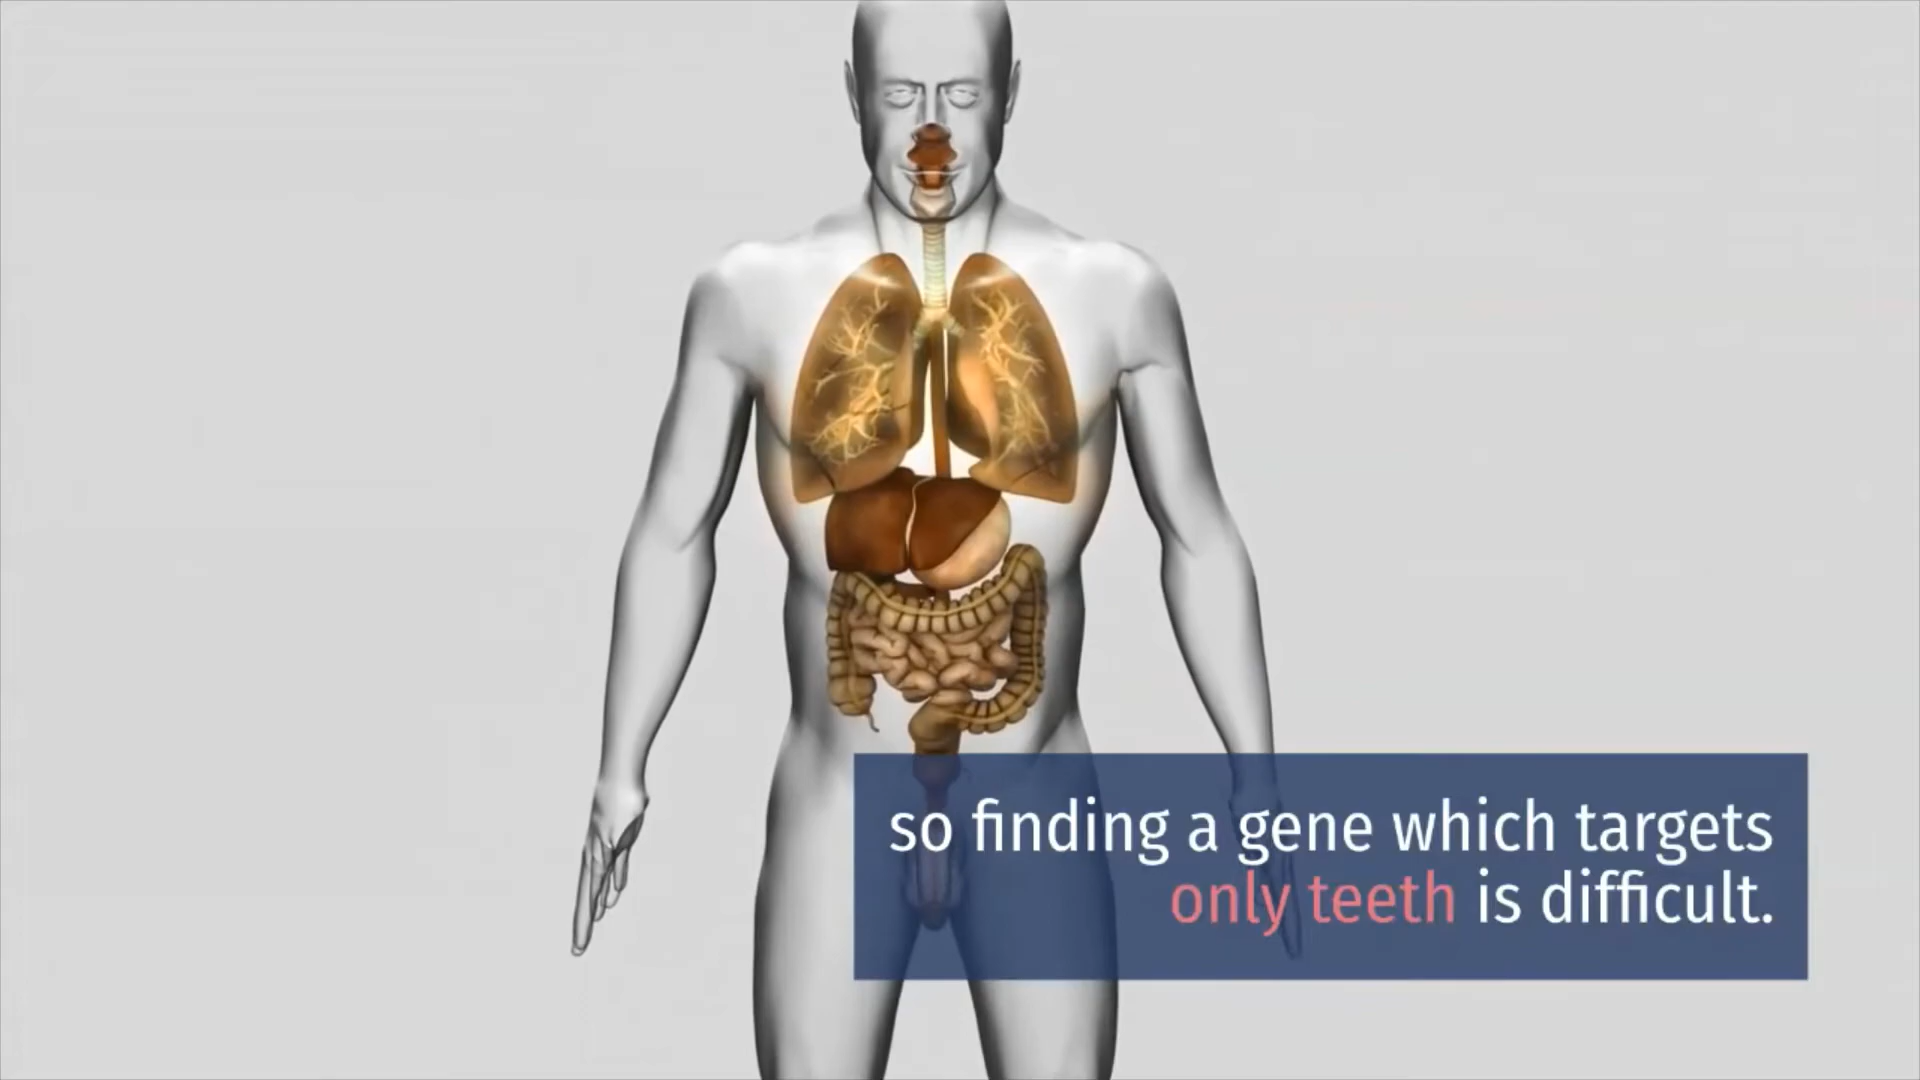 so finding a gene which targets
only teeth is difficult.